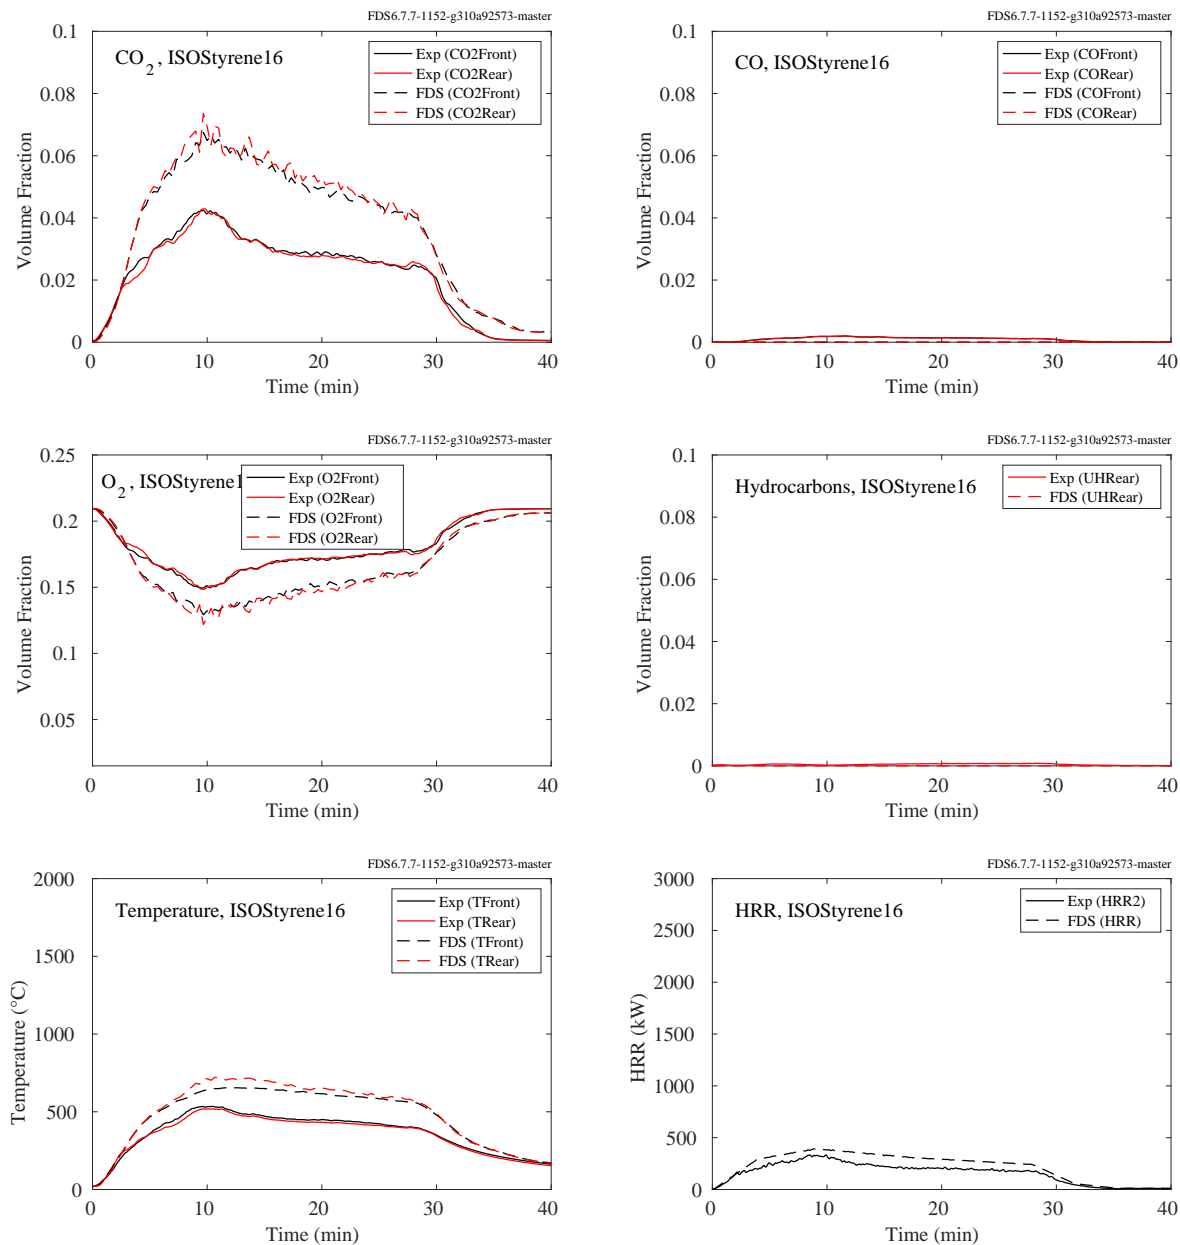 FDS6.7.7-1152-g310a92573-master
CO2, ISOStyrene16
Exp (CO2Front)
Exp (CO2Rear)
FDS (CO2Front)
FDS (CO2Rear)
0.1
0.08
0.06
0.04
0.02
0
Volume Fraction
0 10 20 30 40
Time (min)
FDS6.7.7-1152-g310a92573-master
CO, ISOStyrene16
Exp (COFront)
Exp (CORear)
FDS (COFront)
FDS (CORear)
0.1
0.08
0.06
0.04
0.02
0
Volume Fraction
0 10 20 30 40
Time (min)
FDS6.7.7-1152-g310a92573-master
O2, ISOStyrene1
Exp (O2Front)
Exp (O2Rear)
FDS (O2Front)
FDS (O2Rear)
0.25
0.2
0.15
0.1
0.05
Volume Fraction
0 10 20 30 40
Time (min)
FDS6.7.7-1152-g310a92573-master
Hydrocarbons, ISOStyrene16
Exp (UHRear)
FDS (UHRear)
0.1
0.08
0.06
0.04
0.02
0
Volume Fraction
0 10 20 30 40
Time (min)
FDS6.7.7-1152-g310a92573-master
Temperature, ISOStyrene16
Exp (TFront)
Exp (TRear)
FDS (TFront)
FDS (TRear)
2000
1500
1000
500
0
Temperature (°C)
0 10 20 30 40
Time (min)
FDS6.7.7-1152-g310a92573-master
HRR, ISOStyrene16
Exp (HRR2)
FDS (HRR)
3000
2500
2000
1500
1000
500
0
HRR (kW)
0 10 20 30 40
Time (min)